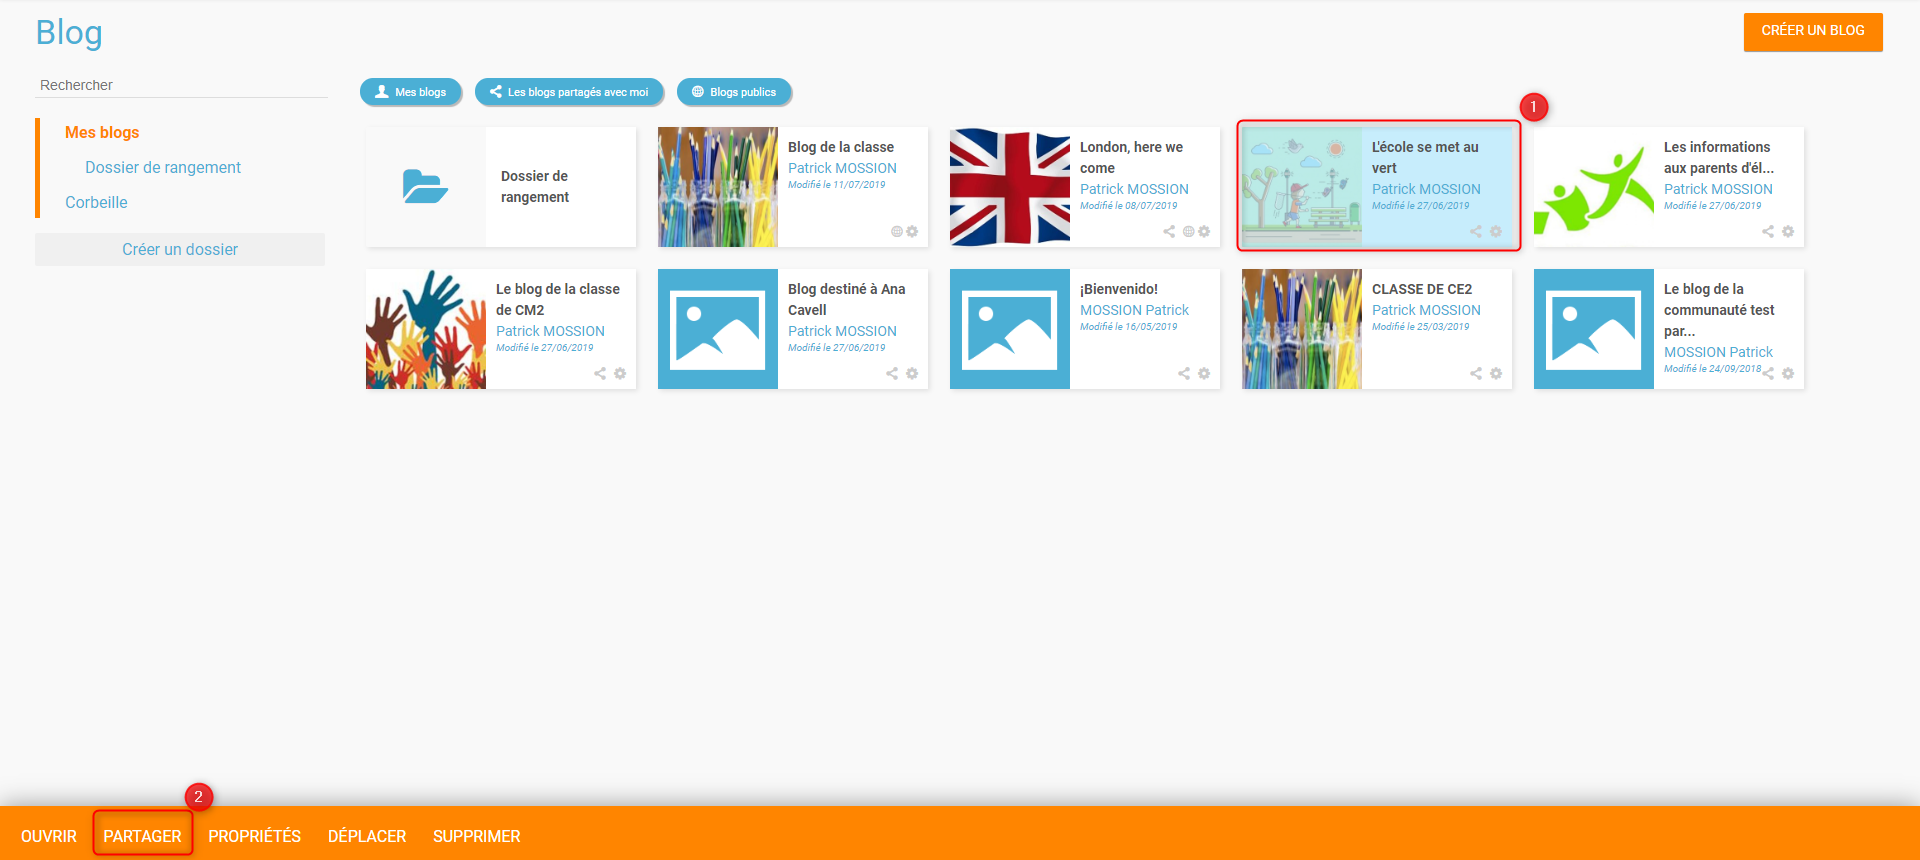 Blog
CRÉER UN BLOG
Rechercher
Mes blogs
Dossier de rangement
Corbeille
Créer un dossier
Mes blogs
Les blogs partagés avec moi
Blogs publics
1
Dossier de
rangement
Blog de la classe
Patrick MOSSION
Modifié le 11/07/2019
London, here we
come
Patrick MOSSION
Modifié le 08/07/2019
L'école se met au
vert
Patrick MOSSION
Modifié le 27/06/2019
Les informations
aux parents d'él...
Patrick MOSSION
Modifié le 27/06/2019
Le blog de la classe
de CM2
Patrick MOSSION
Modifié le 27/06/2019
Blog destiné à Ana
Cavell
Patrick MOSSION
Modifié le 27/06/2019
¡Bienvenido!
MOSSION Patrick
Modifié le 16/05/2019
CLASSE DE CE2
Patrick MOSSION
Modifié le 25/03/2019
Le blog de la
communauté test
par...
MOSSION Patrick
Modifié le 24/09/2018
2
OUVRIR
PARTAGER
PROPRIÉTÉS
DÉPLACER
SUPPRIMER